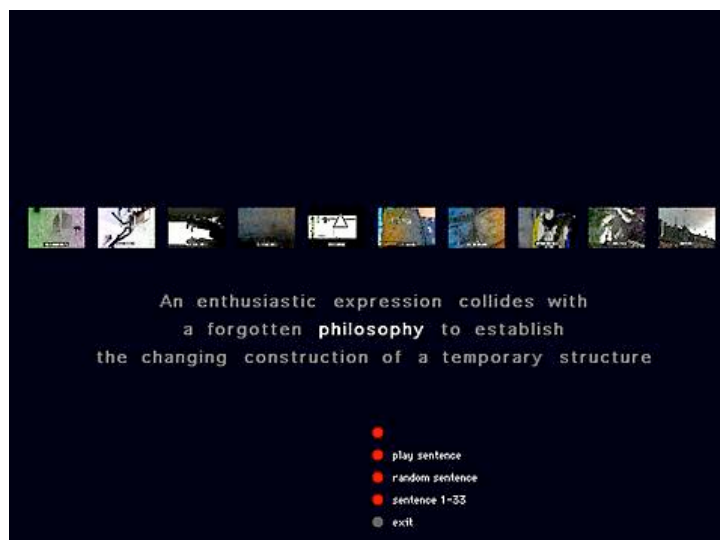 An enthusiastic expression collides with
a forgotten philosophy to establish
the changing construction of a temporary structure
play sentence
random sentence
sentence 1-33
exit